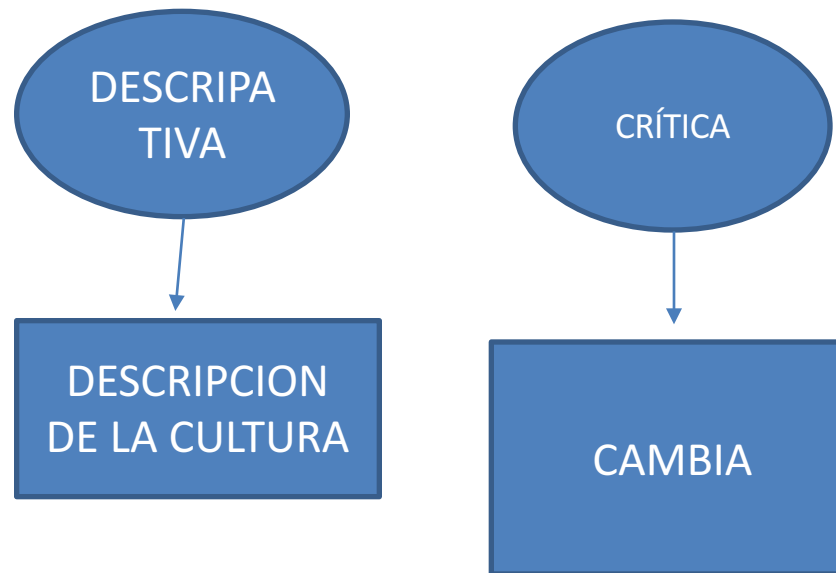 DESCRIPA
TIVA
DESCRIPCION
DE LA CULTURA
CRÍTICA
CAMBIA